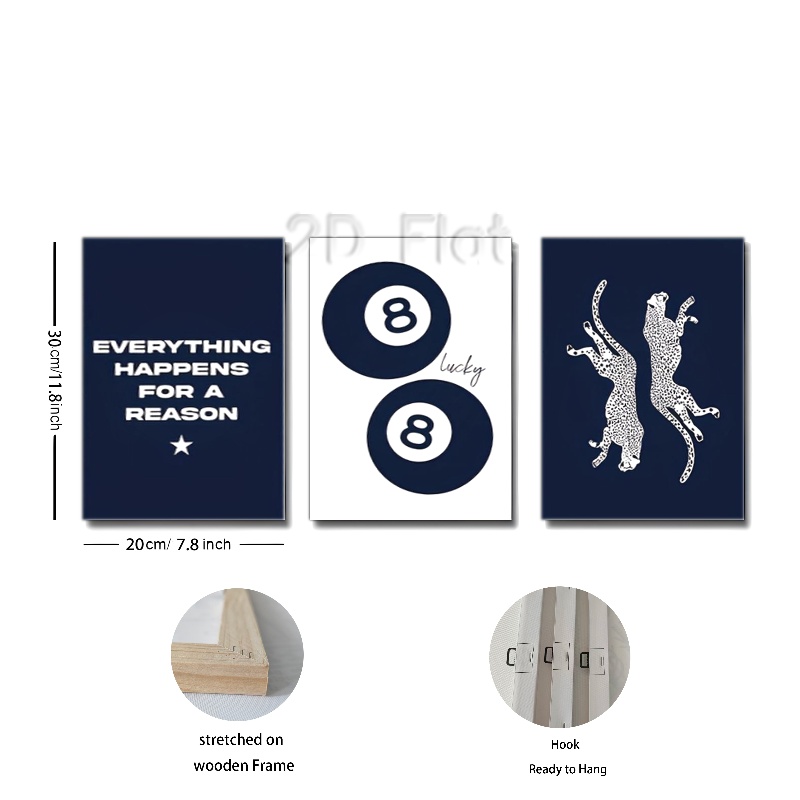 2D Flat
EVERYTHING
HAPPENS
FOR A
REASON
8
lucky
8
30cm/11.8inch
20cm/ 7.8 inch
stretched on
wooden Frame
Hook
Ready to Hang